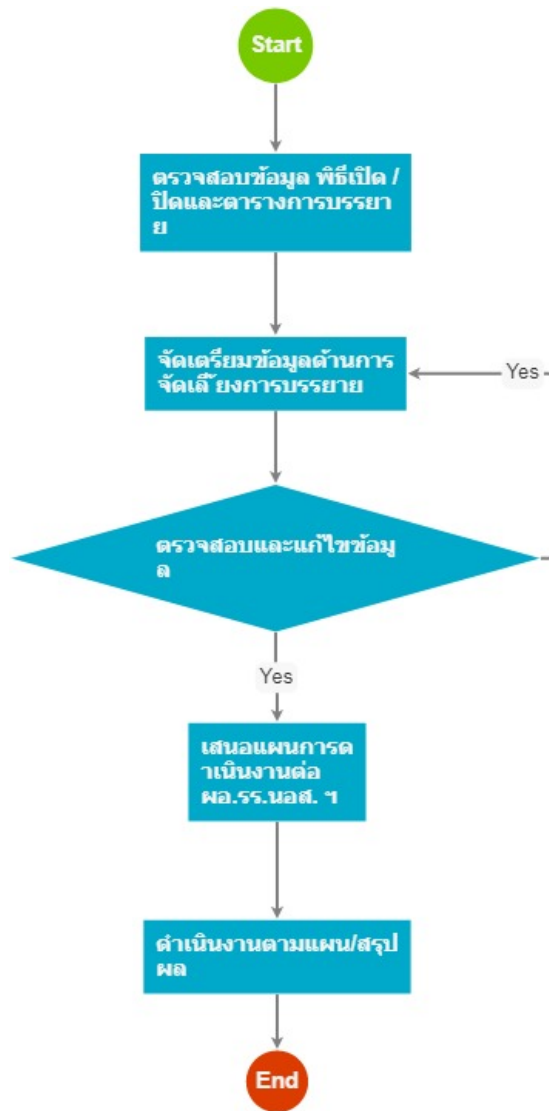 Start
ตรวจสอบข้อมูล พิธีเปิด /
ปิดและตารางการบรรยา
ย
จัดเตรียมข้อมูลด้านการ
จัดเลี้ ยงการบรรยาย
Yes
ตรวจสอบและแก้ไขข้อมู
ล
Yes
เสนอแผนการด
ําเนินงานต่อ
ผอ.รร.นอส. ฯ
ดำเนินงานตามแผน/สรุป
ผล
End